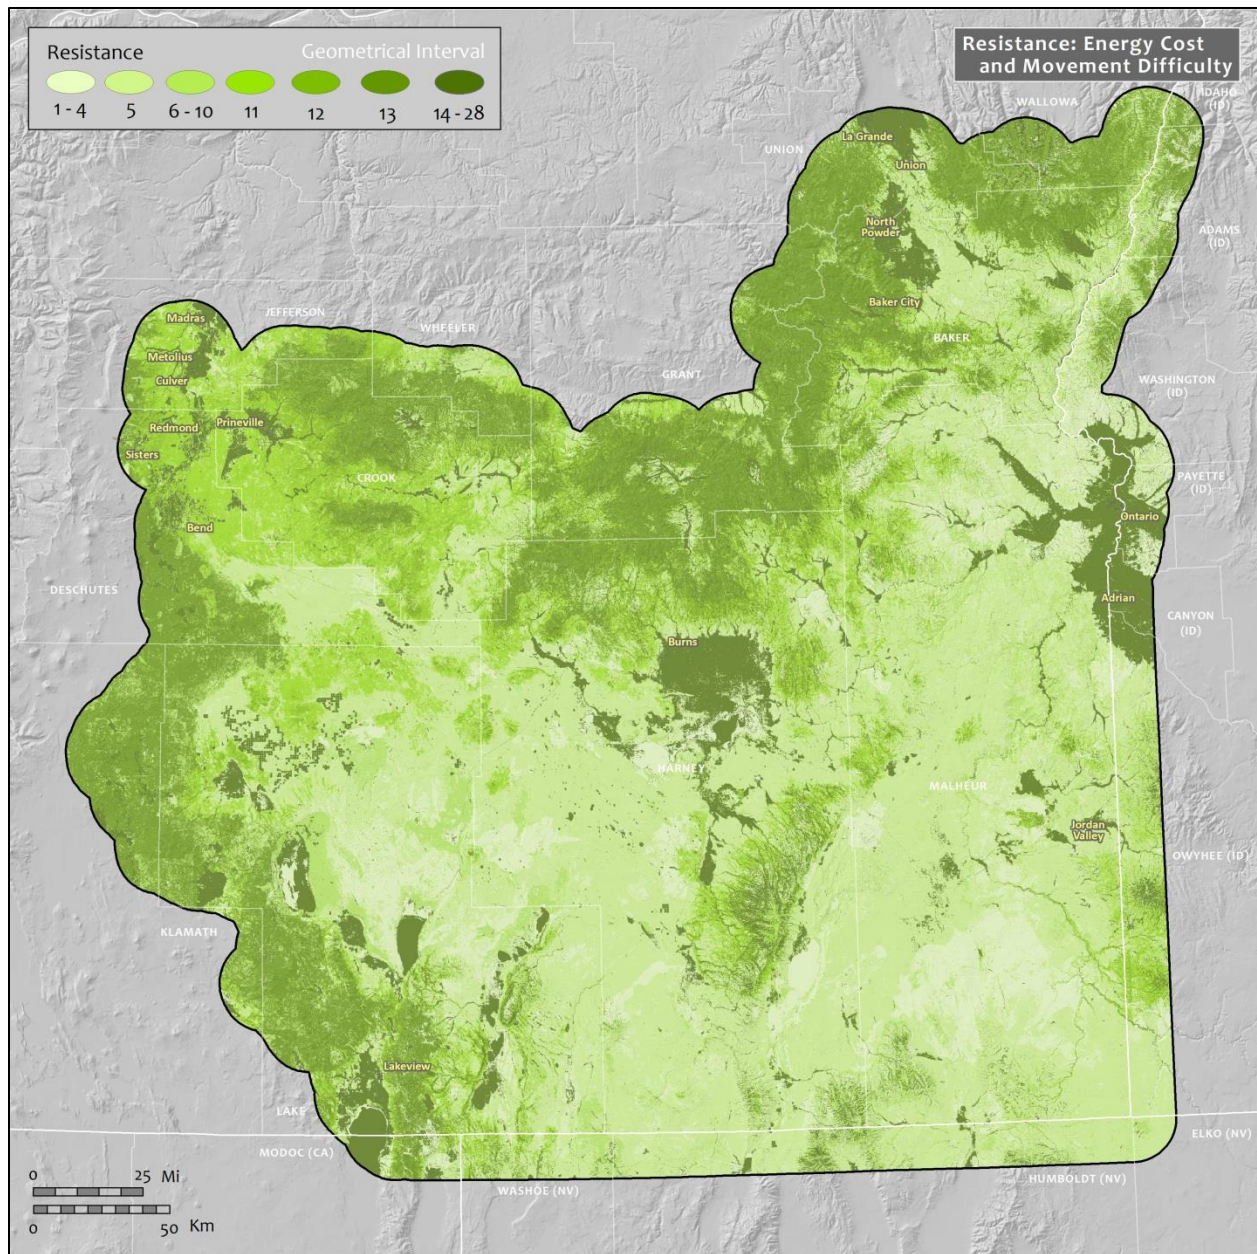 Resistance Geometrical Interval
1 - 4 5 6 - 10 11 12 13 14 - 28
Resistance: Energy Cost
and Movement Difficulty
IDAHO
(ID)
WALLOWA
La Grande
UNION
Union
North
Powder
ADAMS
(ID)
Baker City
Madras
JEFFERSON
WHEELER
BAKER
Metolius
GRANT
Culver
WASHINGTON
(ID)
Redmond
Prineville
Sisters
CROOK
PAYETTE
(ID)
Bend
Ontario
DESCHUTES
Adrian
CANYON
(ID)
Burns
HARNEY
MALHEUR
Jordan
Valley
OWYHEE (ID)
KLAMATH
Lakeview
LAKE
ELKO (NV)
MODOC (CA)
0 25 Mi
HUMBOLDT (NV)
WASHOE (NV)
0 50 Km